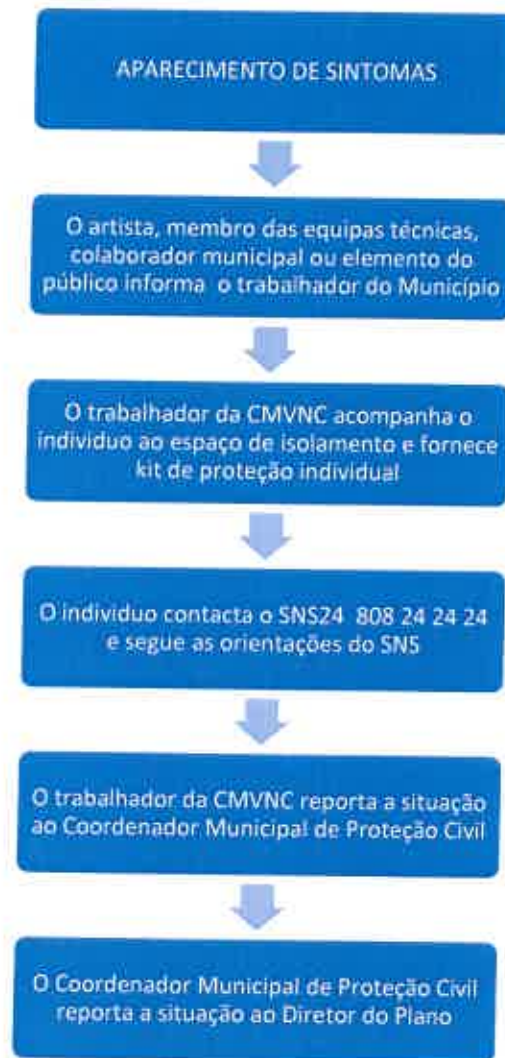 APARECIMENTO DE SINTOMAS
O artista, membro das equipas técnicas,
colaborador municipal ou elemento do
público informa o trabalhador do Município
O trabalhador da CMVNC acompanha o
individuo ao espaço de isolamento e fornece
kit de proteção individual
O individuo contacta o SNS24 808 24 24 24
e segue as orientações do SNS
O trabalhador da CMVNC reporta a situação
ao Coordenador Municipal de Proteção Civil
O Coordenador Municipal de Proteção Civil
reporta a situação ao Diretor do Plano